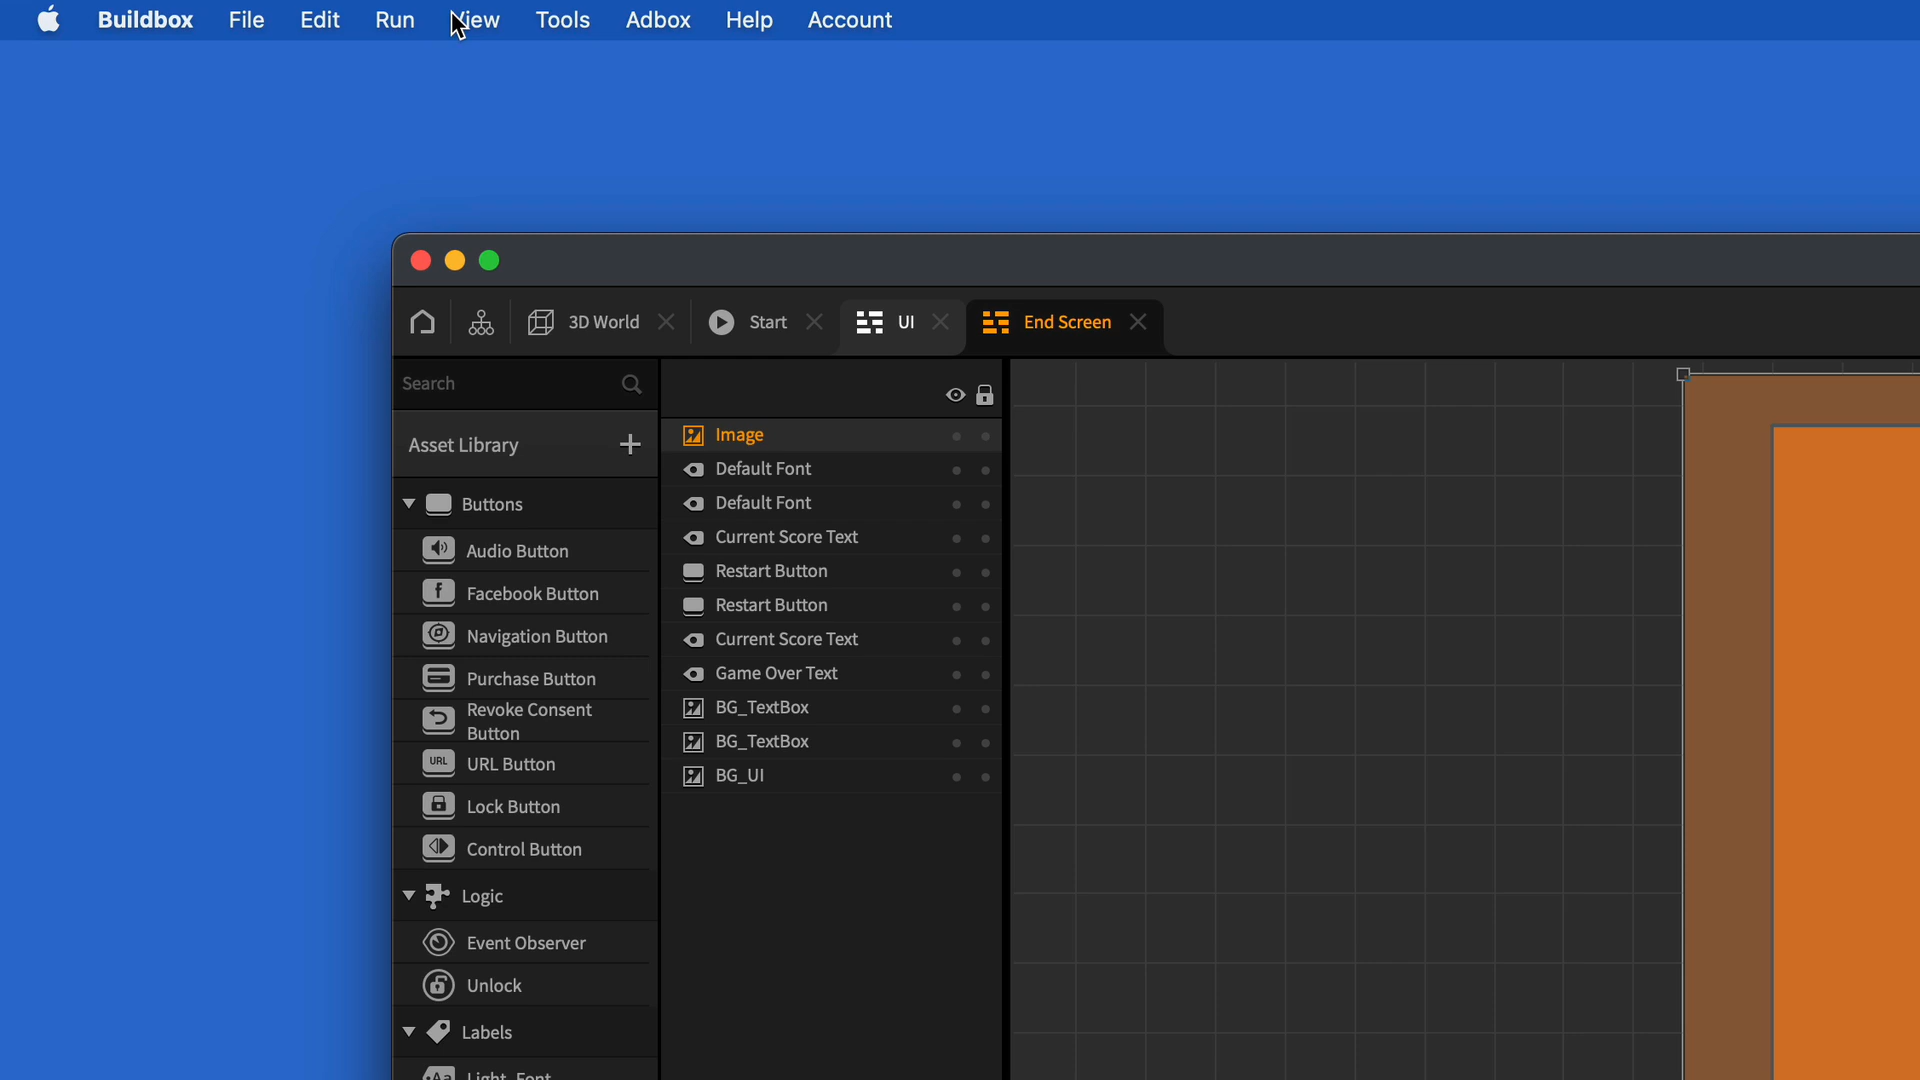 Buildbox File Edit Run View Tools Adbox Help Account
3D World Start UI End Screen
Search
Asset Library
Buttons
Audio Button
Facebook Button
Navigation Button
Purchase Button
Revoke Consent
Button
URL URL Button
Lock Button
Control Button
Logic
Event Observer
Unlock
Labels
Aa Light_Font
Image
Default Font
Default Font
Current Score Text
Restart Button
Restart Button
Current Score Text
Game Over Text
BG_TextBox
BG_TextBox
BG_UI